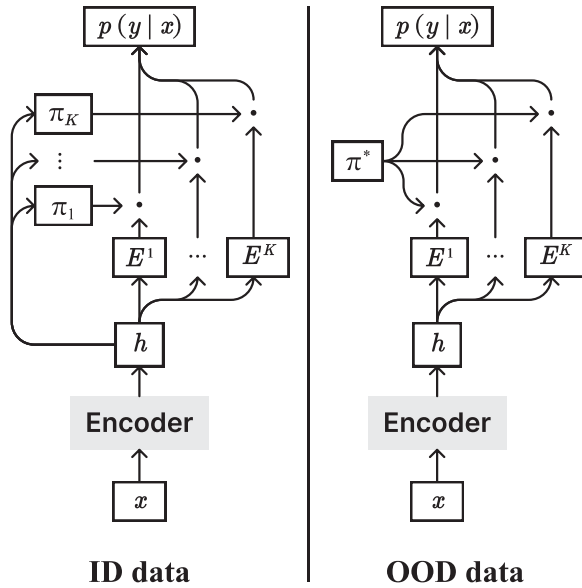 p (y | x)
π_K
⋮
π_1
E^1
...
E^K
h
Encoder
x
ID data
p (y | x)
π*
E^1
...
E^K
h
Encoder
x
OOD data